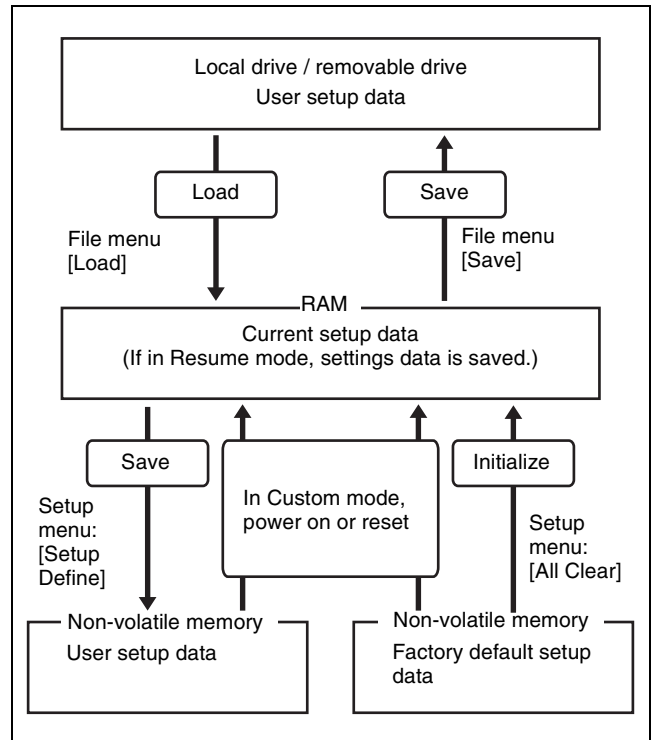 Local drive / removable drive
User setup data
Load
Save
File menu
[Load]
File menu
[Save]
RAM
Current setup data
(If in Resume mode, settings data is saved.)
Save
Initialize
In Custom mode,
power on or reset
Setup
menu:
[Setup
Define]
Setup
menu:
[All Clear]
Non-volatile memory
User setup data
Non-volatile memory
Factory default setup
data